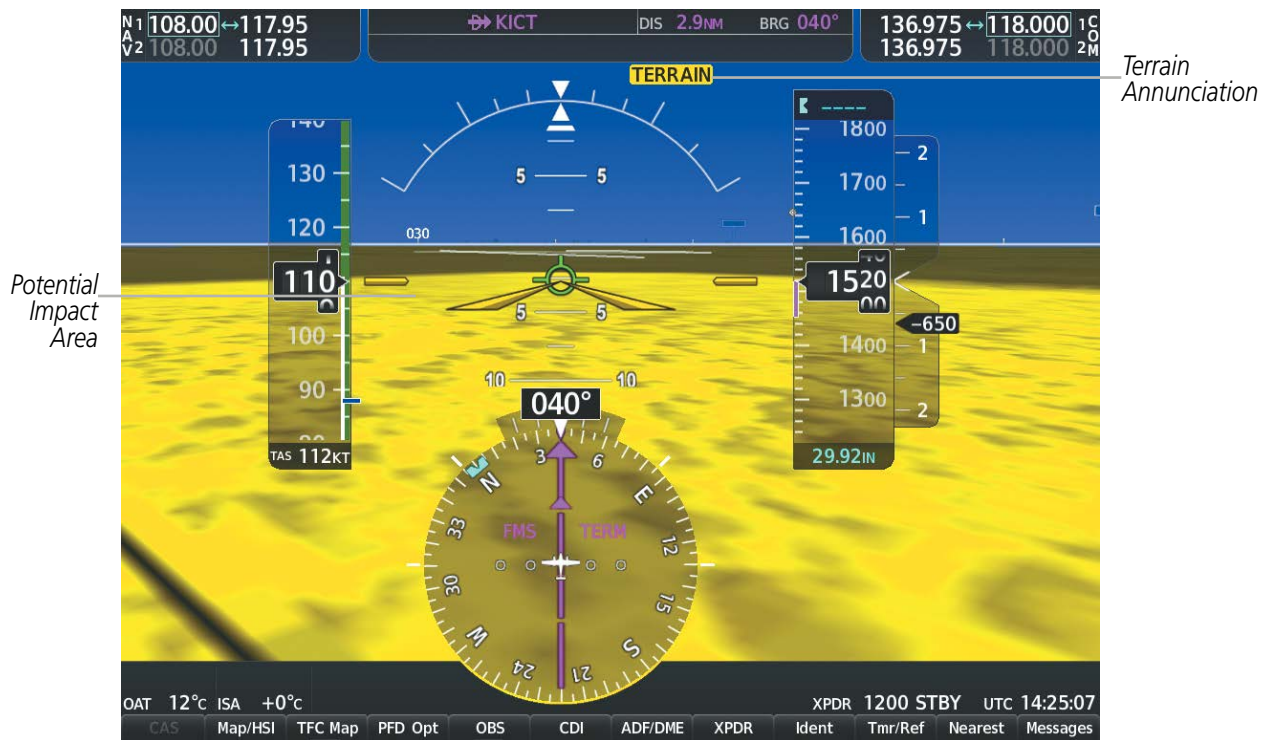 NAV 1 108.00 ↔ 117.95
2 108.00 117.95
D KICT DIS 2.9NM BRG 040°
136.975 ↔ 118.000 1 COM
136.975 118.000 2
TERRAIN
Terrain
Annunciation
Potential
Impact
Area
140
130
120
110
100
90
TAS 112KT
5 5
030
5 5
10 10
_ _ _ _
1800
1700
1600
1520
00
1400
1300
29.92IN
2
1
-650
1
2
040°
N 3 6 E 12 15 S 21 24 W 30 33
FMS TERM
OAT 12°C ISA +0°C
XPDR 1200 STBY UTC 14:25:07
CAS Map/HSI TFC Map PFD Opt OBS CDI ADF/DME XPDR Ident Tmr/Ref Nearest Messages